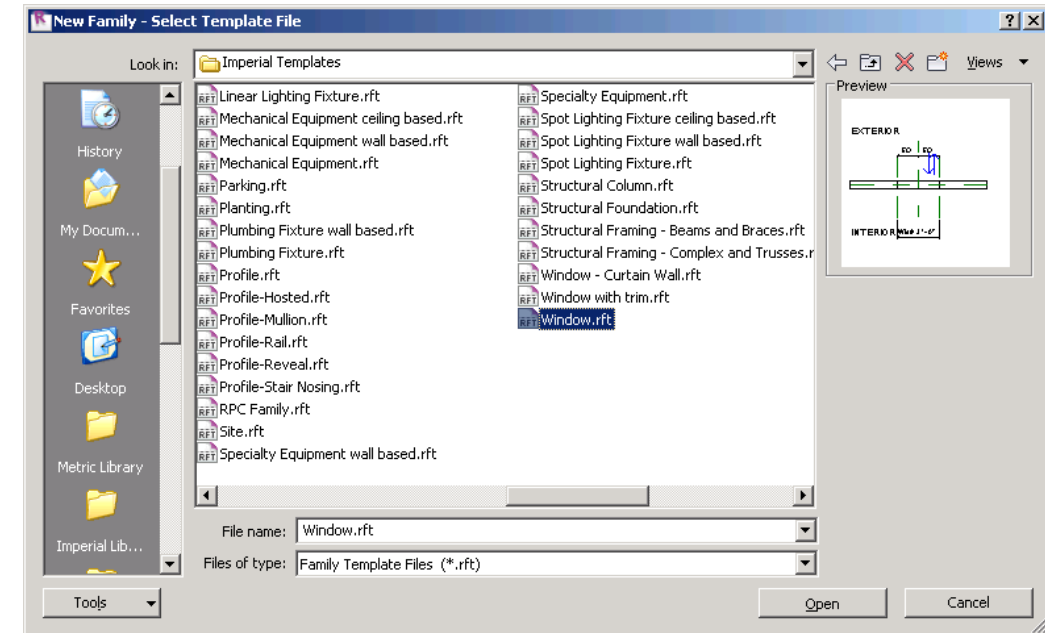 New Family - Select Template File
Look in:
Imperial Templates
Views
History
My Docum...
Favorites
Desktop
Metric Library
Imperial Lib...
Linear Lighting Fixture.rft
Mechanical Equipment ceiling based.rft
Mechanical Equipment wall based.rft
Mechanical Equipment.rft
Parking.rft
Planting.rft
Plumbing Fixture wall based.rft
Plumbing Fixture.rft
Profile.rft
Profile-Hosted.rft
Profile-Mullion.rft
Profile-Rail.rft
Profile-Reveal.rft
Profile-Stair Nosing.rft
RPC Family.rft
Site.rft
Specialty Equipment wall based.rft
Specialty Equipment.rft
Spot Lighting Fixture ceiling based.rft
Spot Lighting Fixture wall based.rft
Spot Lighting Fixture.rft
Structural Column.rft
Structural Foundation.rft
Structural Framing - Beams and Braces.rft
Structural Framing - Complex and Trusses.r
Window - Curtain Wall.rft
Window with trim.rft
Window.rft
Preview
EXTERIOR
EQ EQ
INTERIOR
File name: Window.rft
Files of type: Family Template Files (*.rft)
Tools
Open
Cancel